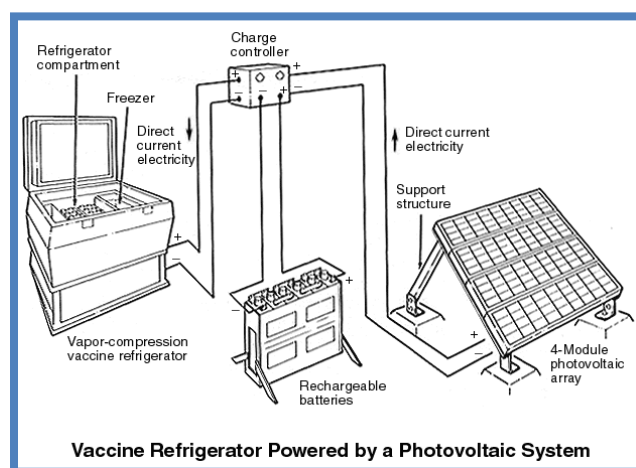 Charge
controller
Refrigerator
compartment
Freezer
+
−
+
−
−
+
Direct
current
electricity
Direct current
electricity
Support
structure
+
−
−
+
+
−
Vapor-compression
vaccine refrigerator
Rechargeable
batteries
4-Module
photovoltaic
array
Vaccine Refrigerator Powered by a Photovoltaic System